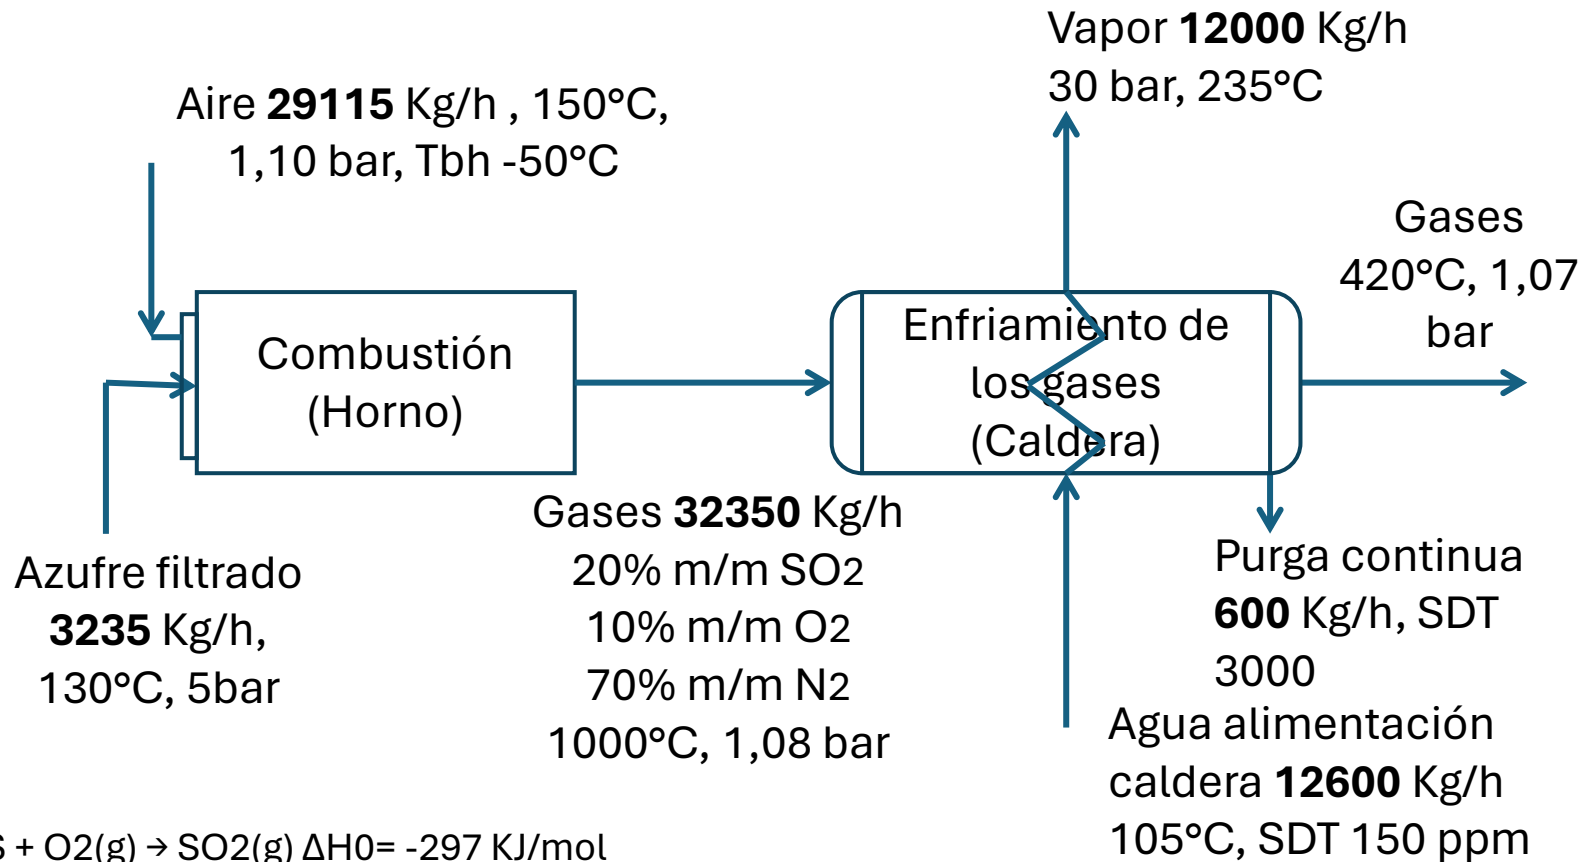 Vapor 12000 Kg/h
30 bar, 235°C
Aire 29115 Kg/h , 150°C,
1,10 bar, Tbh -50°C
Gases
420°C, 1,07
bar
Combustión
(Horno)
Enfriamiento de
los gases
(Caldera)
Azufre filtrado
3235 Kg/h,
130°C, 5bar
Gases 32350 Kg/h
20% m/m SO2
10% m/m O2
70% m/m N2
1000°C, 1,08 bar
Purga continua
600 Kg/h, SDT
3000
Agua alimentación
caldera 12600 Kg/h
105°C, SDT 150 ppm
S + O2(g) → SO2(g) ΔH0= -297 KJ/mol